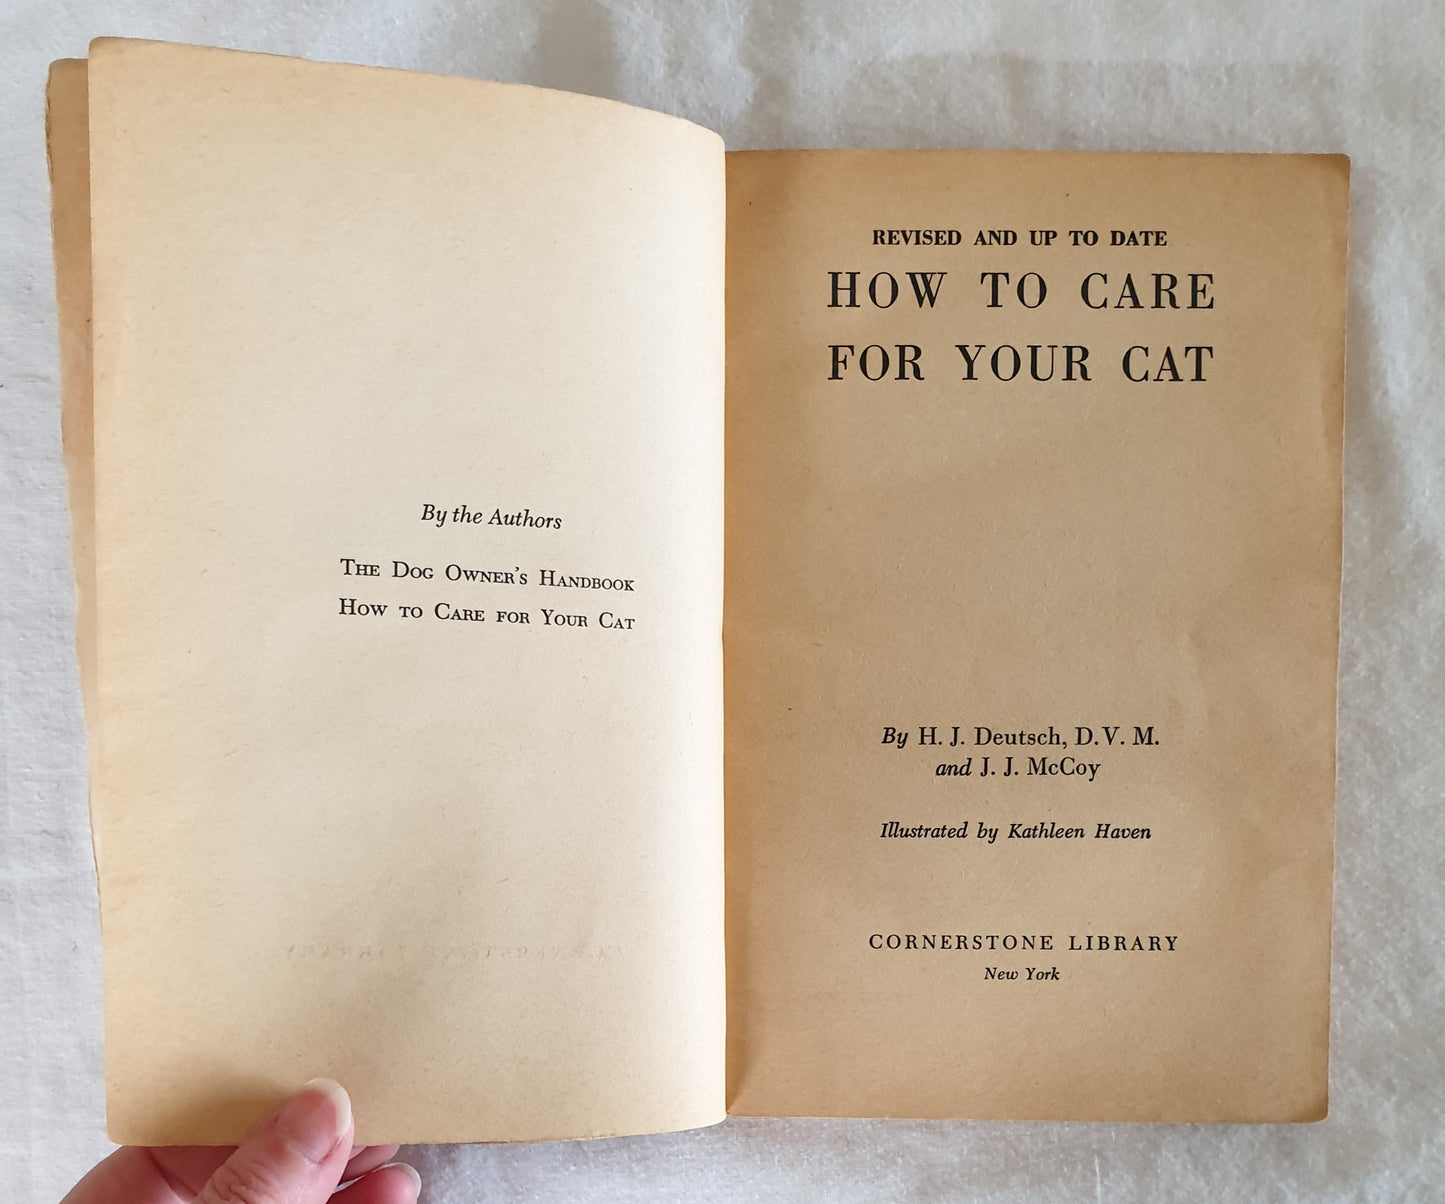 By the Authors
THE DOG OWNER'S HANDBOOK
HOW TO CARE FOR YOUR CAT
REVISED AND UP TO DATE
HOW TO CARE
FOR YOUR CAT
By H. J. Deutsch, D.V. M.
and J. J. McCoy
Illustrated by Kathleen Haven
CORNERSTONE LIBRARY
New York